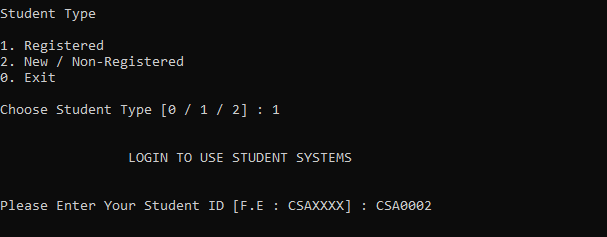 Student Type
1. Registered
2. New / Non-Registered
0. Exit
Choose Student Type [0 / 1 / 2] : 1
LOGIN TO USE STUDENT SYSTEMS
Please Enter Your Student ID [F.E : CSAXXXX] : CSA0002